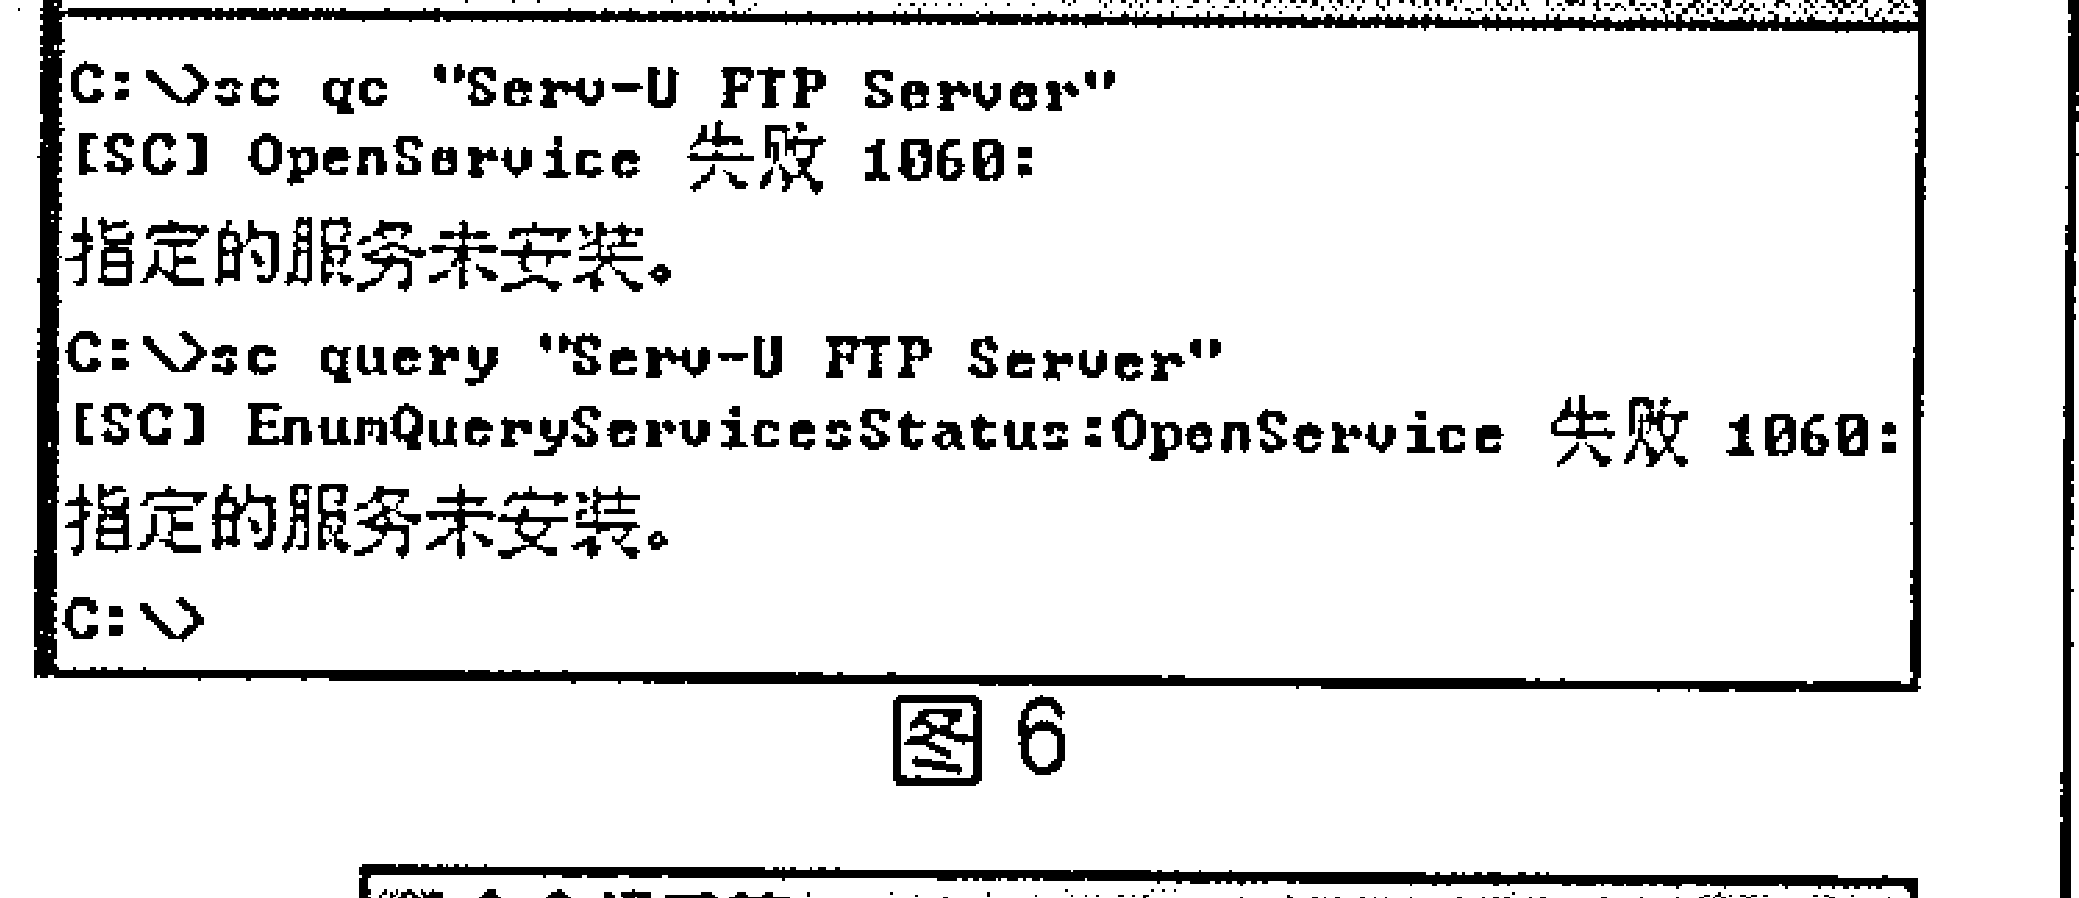 C:\>sc qc "Serv-U FTP Server"
[SC] OpenService 失败 1060:
指定的服务未安装。
C:\>sc query "Serv-U FTP Server"
[SC] EnumQueryServicesStatus:OpenService 失败 1060:
指定的服务未安装。
C:\>
图 6